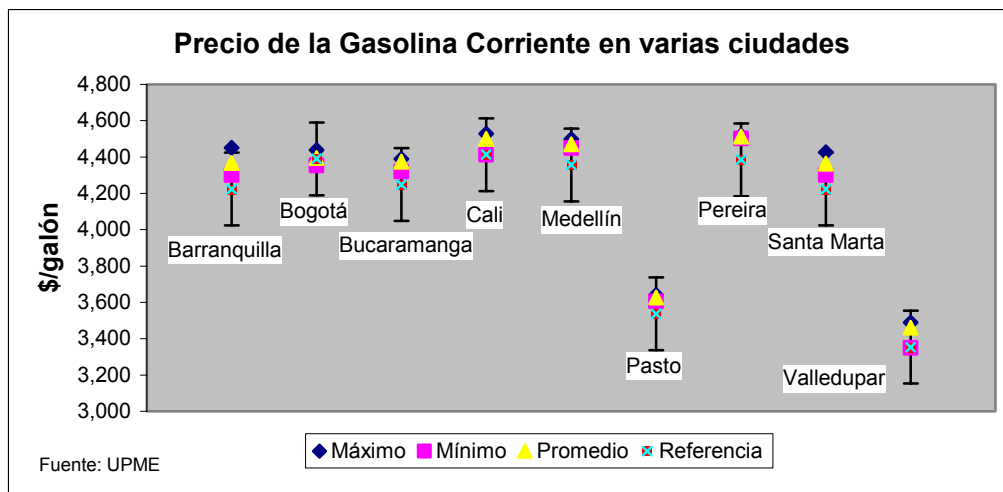 Precio de la Gasolina Corriente en varias ciudades
$/galón
4,800
4,600
4,400
4,200
4,000
3,800
3,600
3,400
3,200
3,000
Barranquilla
Bogotá
Bucaramanga
Cali
Medellín
Pasto
Pereira
Santa Marta
Valledupar
Máximo Mínimo Promedio Referencia
Fuente: UPME